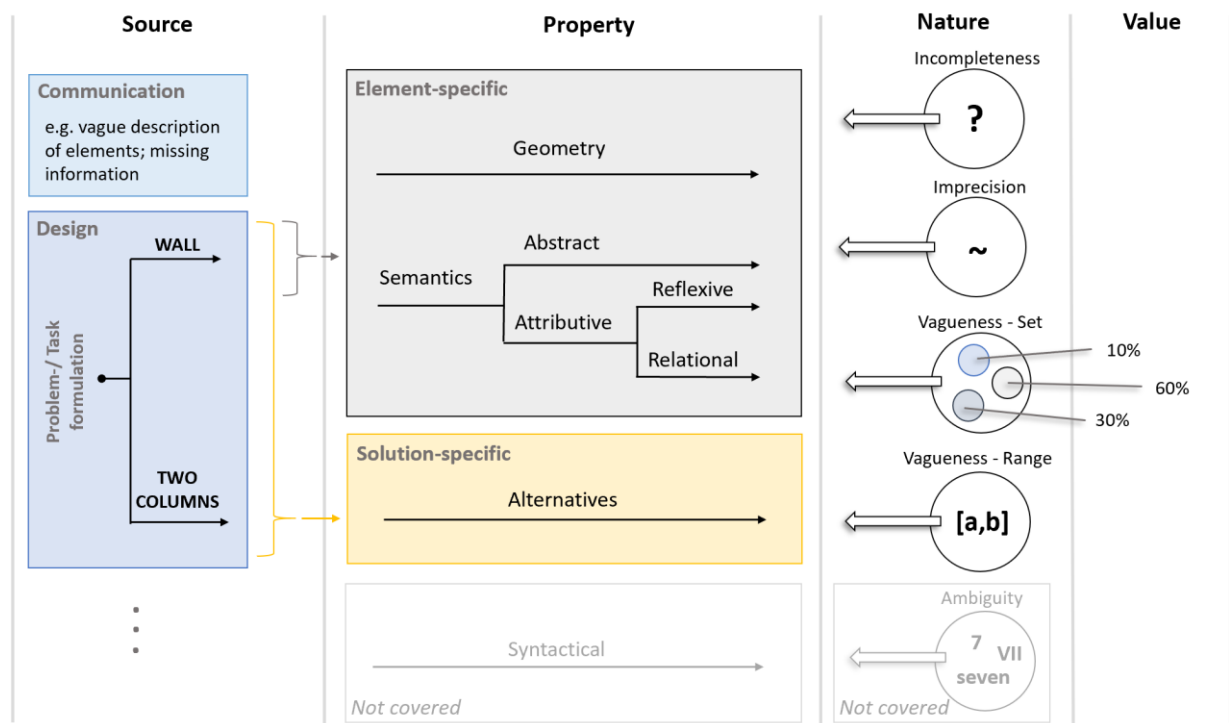 Source
Property
Nature
Value
Communication
e.g. vague description
of elements; missing
information
Design
WALL
Problem-/ Task
formulation
TWO
COLUMNS
Element-specific
Geometry
Abstract
Semantics
Reflexive
Attributive
Relational
Solution-specific
Alternatives
Syntactical
Not covered
Incompleteness
?
Imprecision
~
Vagueness - Set
10%
60%
30%
Vagueness - Range
[a,b]
Ambiguity
7
VII
seven
Not covered